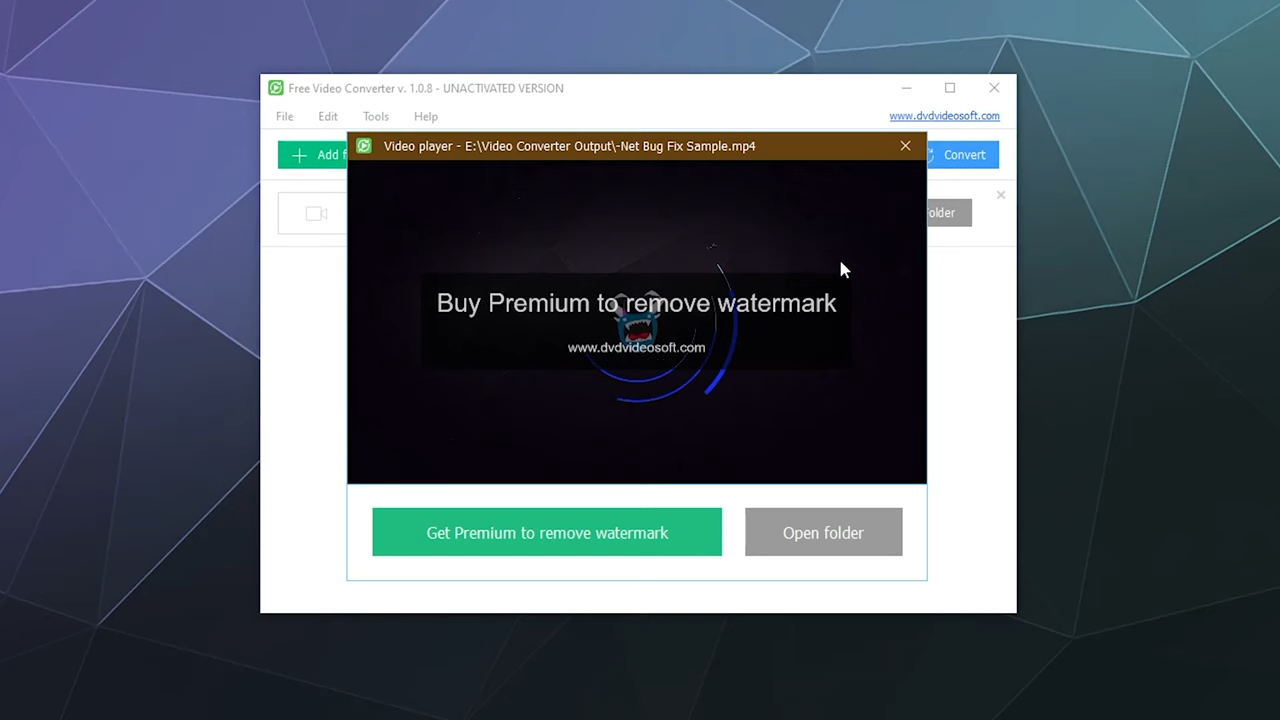 Free Video Converter v. 1.0.8 - UNACTIVATED VERSION
File Edit Tools Help
www.dvdvideosoft.com
Add f
Video player - E:\Video Converter Output\-Net Bug Fix Sample.mp4
Convert
older
Buy Premium to remove watermark
www.dvdvideosoft.com
Get Premium to remove watermark
Open folder